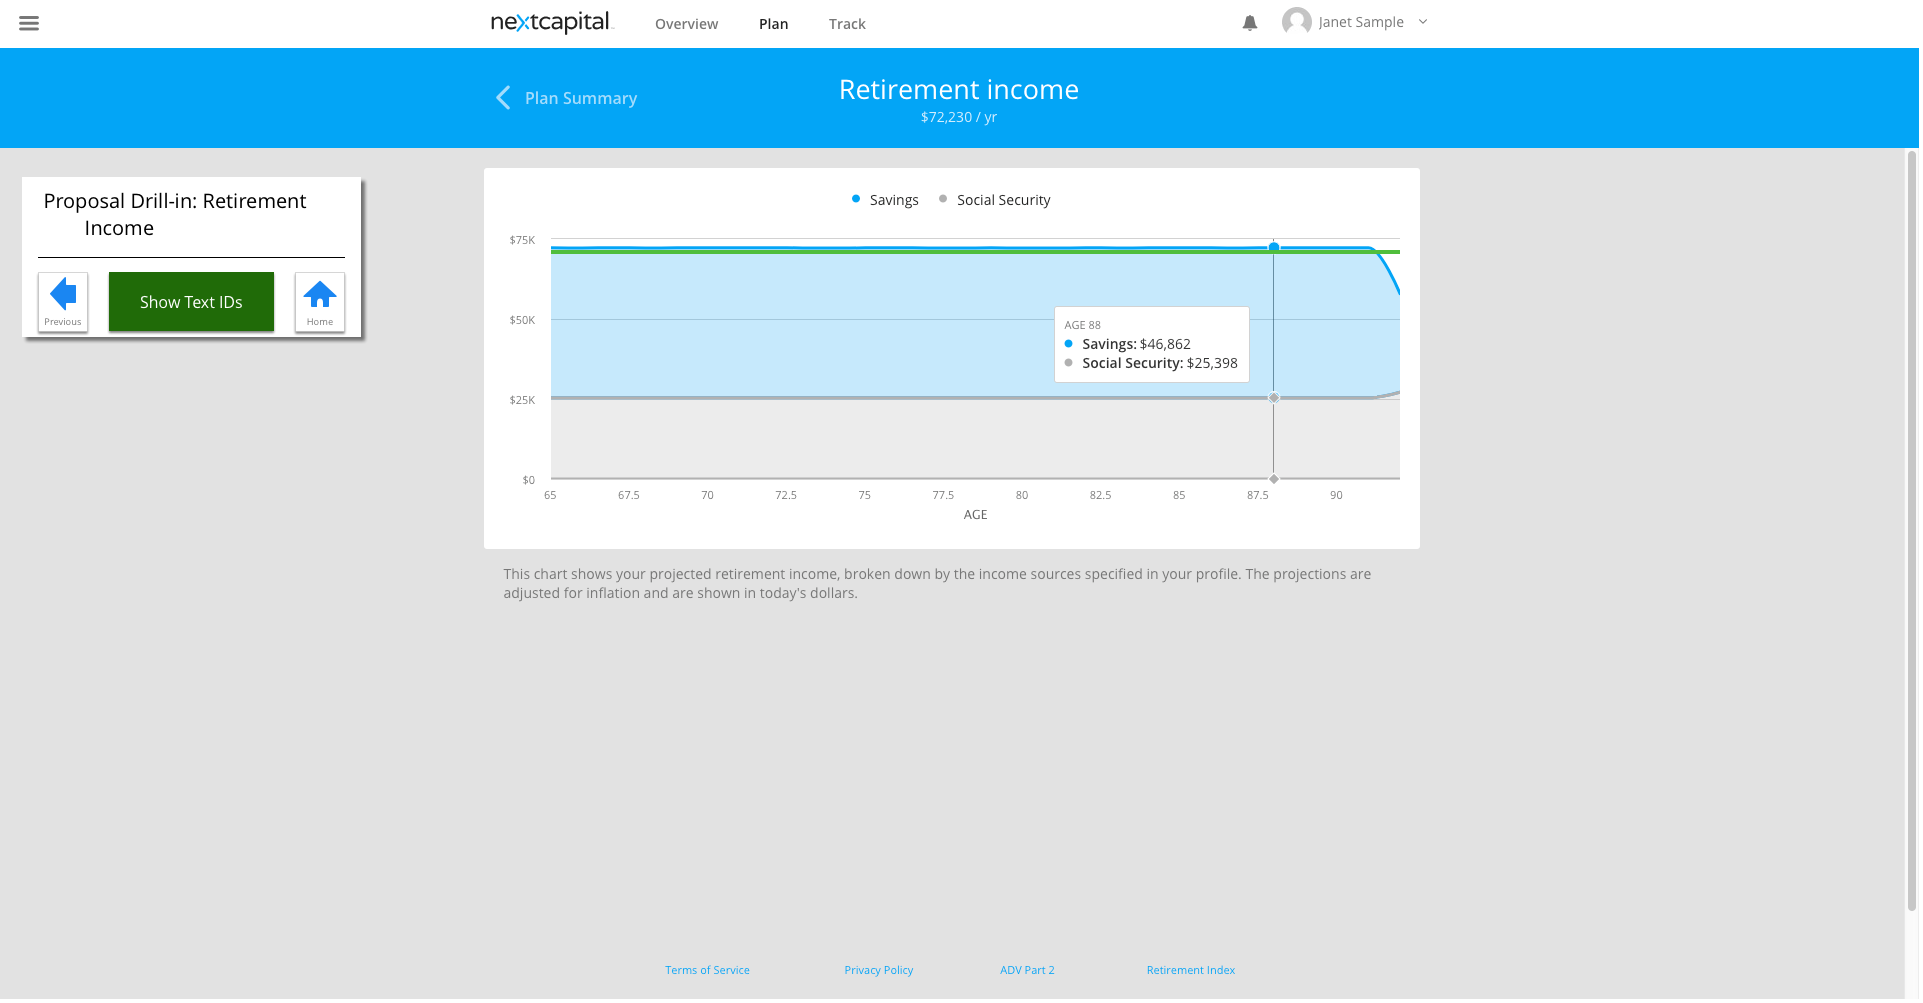 nextcapital
Overview
Plan
Track
Janet Sample
Plan Summary
Retirement income
$72,230 / yr
Proposal Drill-in: Retirement
Income
Previous
Show Text IDs
Home
Savings
Social Security
$75K
$50K
$25K
$0
AGE 88
Savings: $46,862
Social Security: $25,398
65
67.5
70
72.5
75
77.5
80
82.5
85
87.5
90
AGE
This chart shows your projected retirement income, broken down by the income sources specified in your profile. The projections are
adjusted for inflation and are shown in today's dollars.
Terms of Service
Privacy Policy
ADV Part 2
Retirement Index